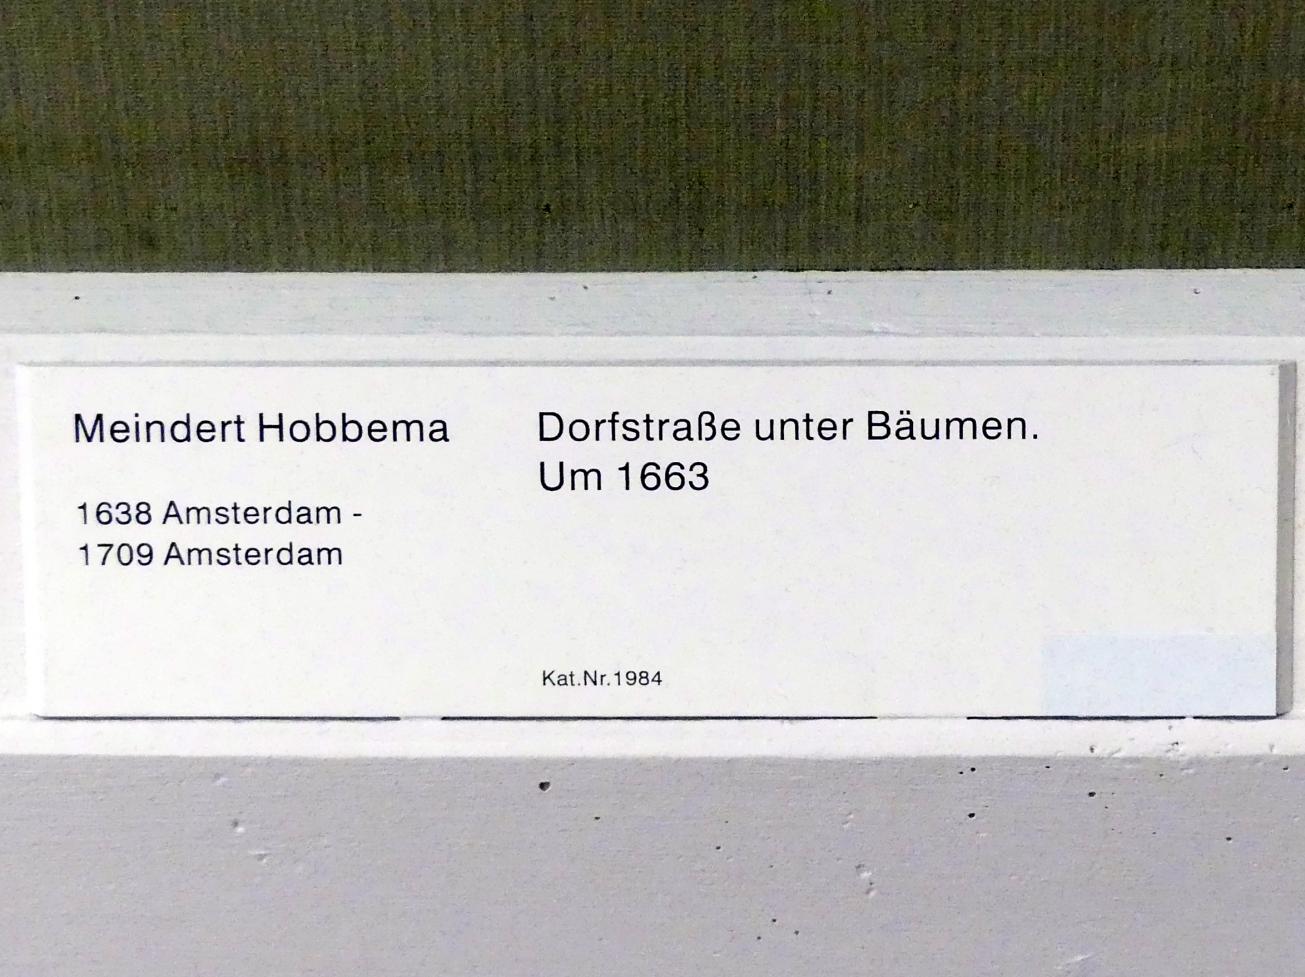 Meindert Hobbema
1638 Amsterdam -
1709 Amsterdam
Dorfstraße unter Bäumen.
Um 1663
Kat.Nr.1984